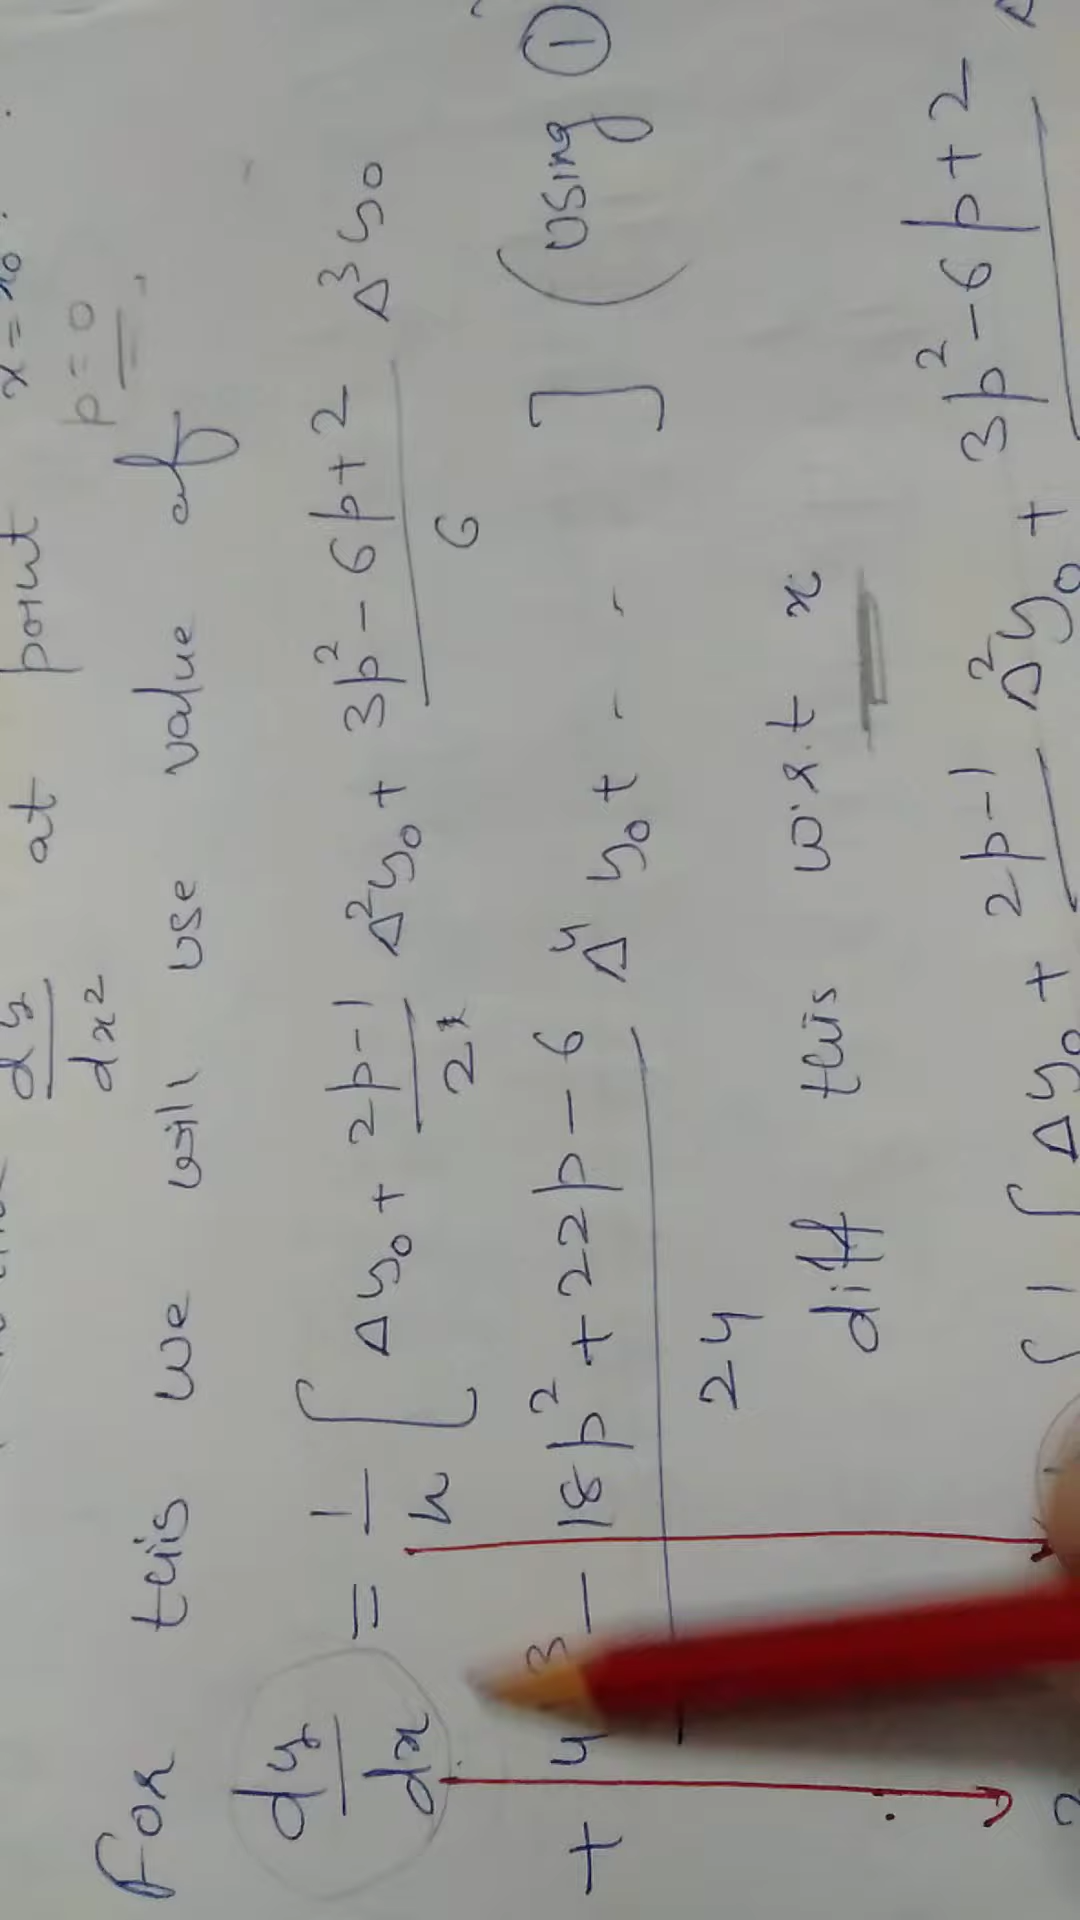 d y / dx² at point x = x₀.
p = 0
For this we will use value of
dy/dx = 1/h [ Δy₀ + (2p-1)/2 Δ²y₀ + (3p² - 6p + 2)/6 Δ³y₀
+ 4 ³ - 18p² + 22p - 6 / 24 Δ⁴y₀ + - - ] (using ①
diff this w.r.t x
[ Δy₀ + 2p-1 Δ²y₀ + 3p² - 6p + 2